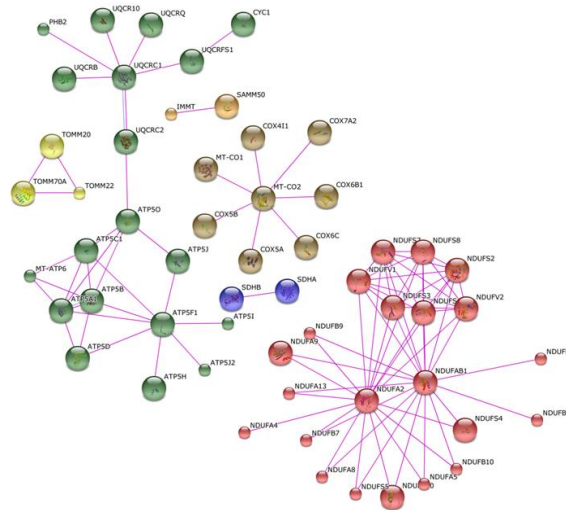 UQCR10
UQCRQ
CYC1
PHB2
UQCRFS1
UQCRB
UQCRC1
SAMM50
IMMT
UQCRC2
COX4I1
COX7A2
TOMM20
MT-CO1
MT-CO2
COX6B1
TOMM70A
TOMM22
COX5B
ATP5O
COX6C
COX5A
ATP5C1
ATP5J
NDUFS7
NDUFS8
NDUFS2
MT-ATP6
SDHA
NDUFV1
ATP5B
SDHB
NDUFS3
NDUFV2
ATP5A1
ATP5F1
ATP5I
NDUFB9
NDUFA9
ATP5D
NDUFAB1
ATP5J2
NDUFA13
NDUFA2
ATP5H
NDUFA4
NDUFB7
NDUFS4
NDUFA8
NDUFB10
NDUFA5
NDUFS5